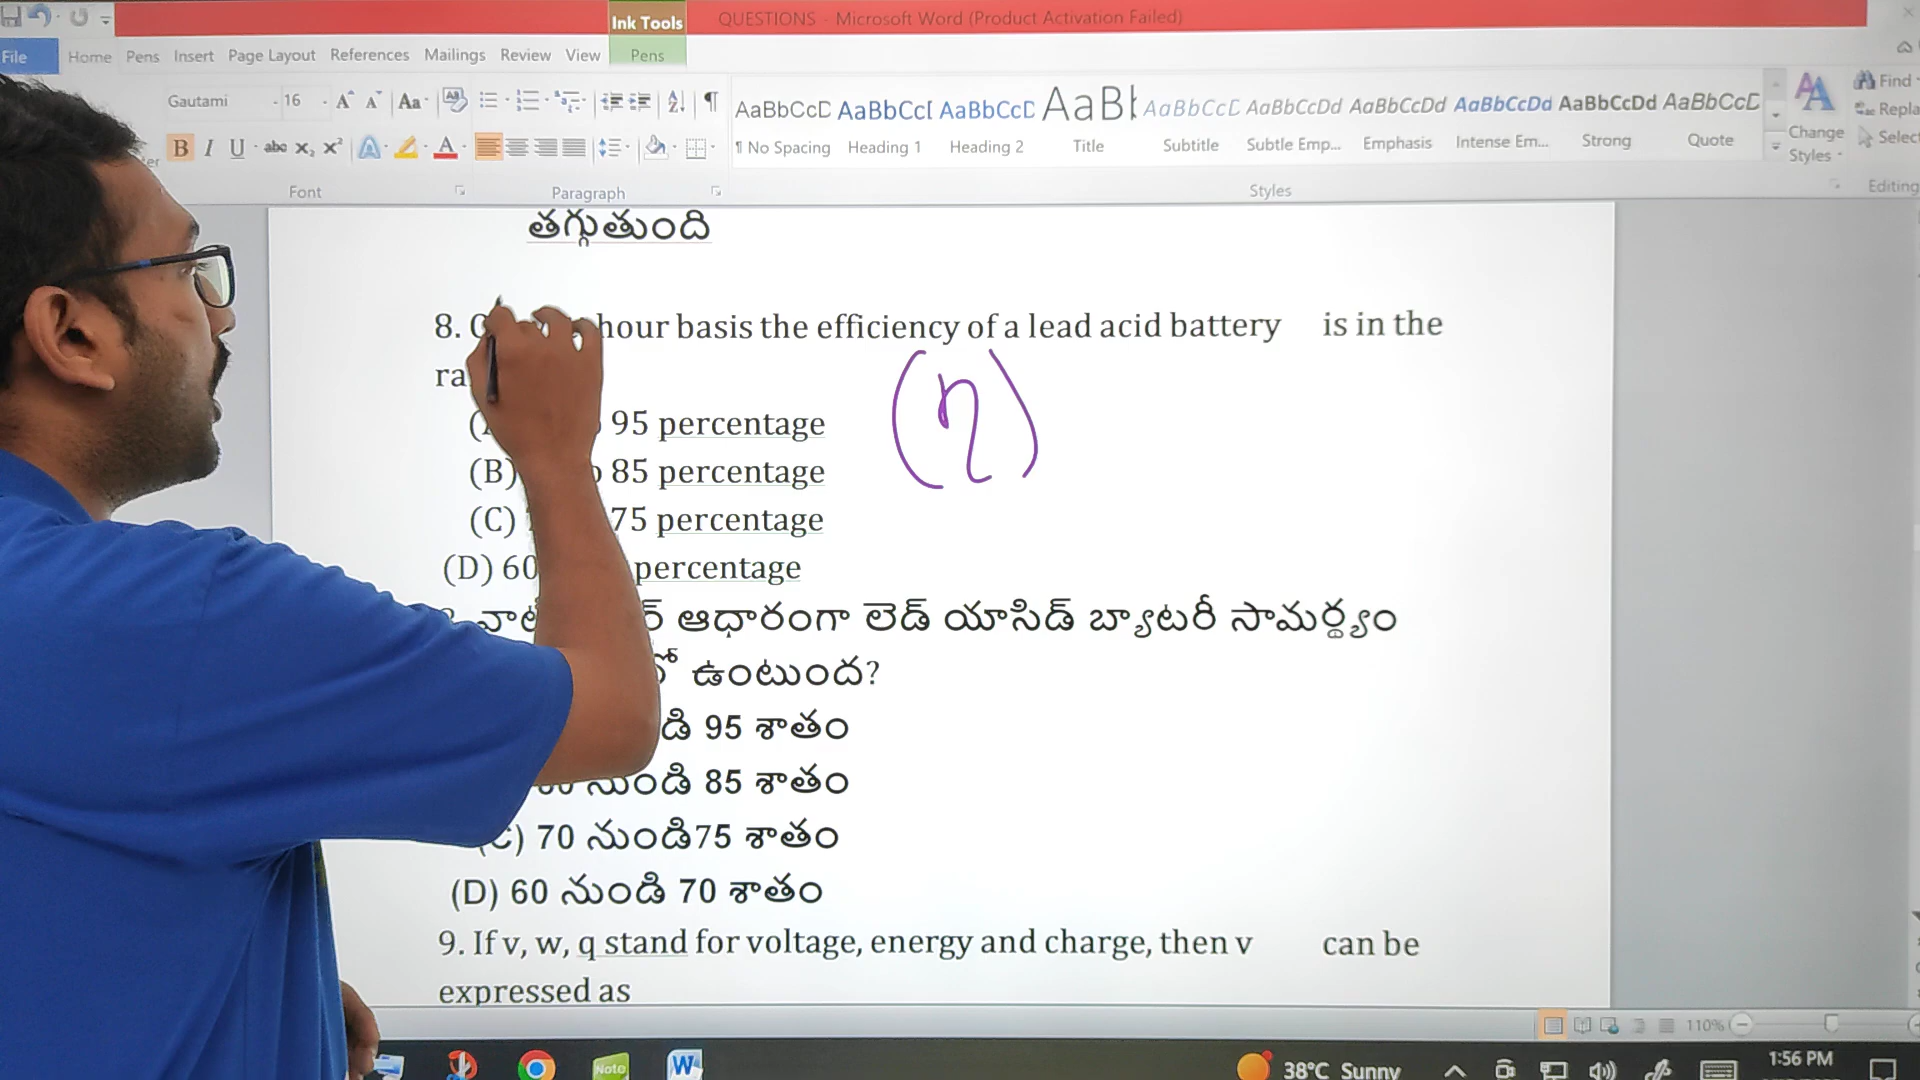 Ink Tools
QUESTIONS - Microsoft Word (Product Activation Failed)
File Home Pens Insert Page Layout References Mailings Review View Pens
Gautami 16
AaBbCcD AaBbCcD AaBbCcD AaBb AaBbCcD AaBbCcDd AaBbCcDd AaBbCcDd AaBbCcDd AaBbCcD
¶ No Spacing Heading 1 Heading 2 Title Subtitle Subtle Emp... Emphasis Intense Em... Strong Quote
Change Styles
Find
Select
Font Paragraph Styles Editing
తగ్గుతుంది
8. hour basis the efficiency of a lead acid battery is in the
(η)
95 percentage
(B) 85 percentage
(C) 75 percentage
(D) 60 percentage
ఆధారంగా లెడ్ యాసిడ్ బ్యాటరీ సామర్థ్యం
ఉంటుంద?
95 శాతం
నుండి 85 శాతం
(C) 70 నుండి75 శాతం
(D) 60 నుండి 70 శాతం
9. If v, w, q stand for voltage, energy and charge, then v can be
expressed as
110%
Note
38°C Sunny
1:56 PM